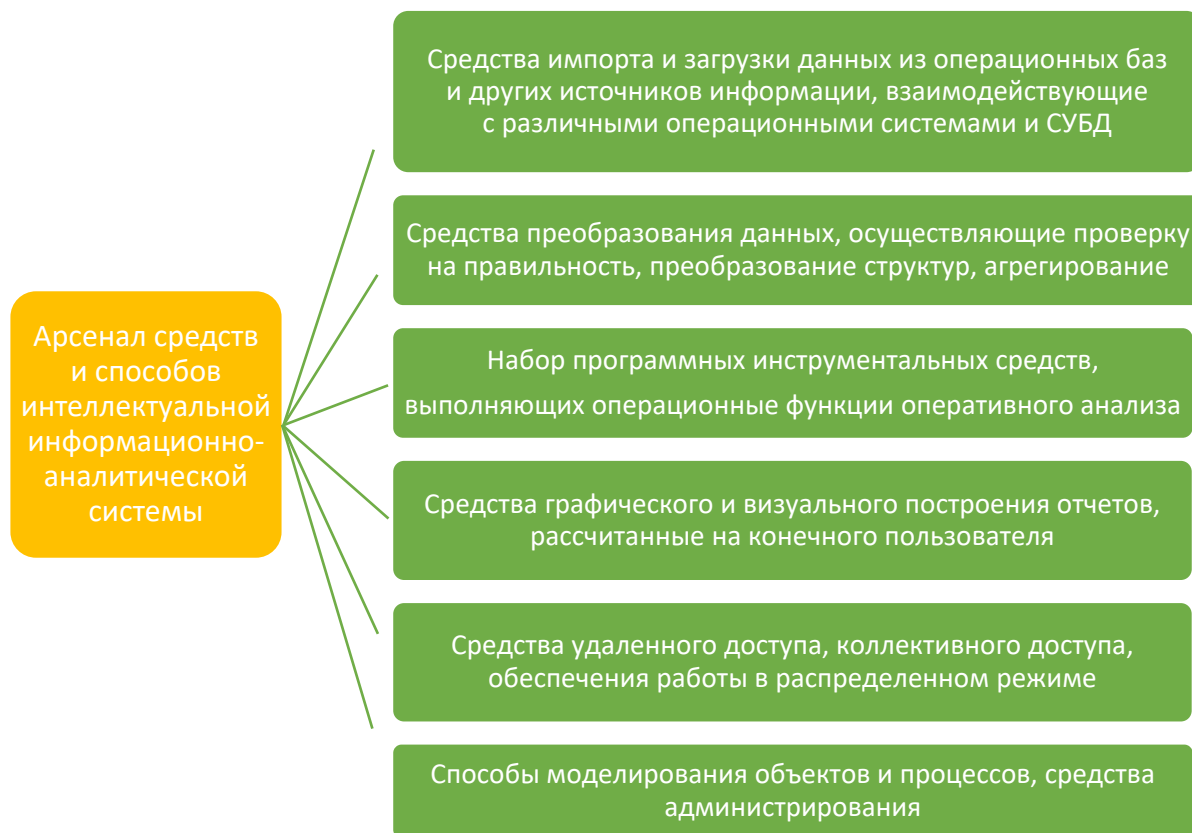 Средства импорта и загрузки данных из операционных баз
и других источников информации, взаимодействующие
с различными операционными системами и СУБД
Средства преобразования данных, осуществляющие проверку
на правильность, преобразование структур, агрегирование
Арсенал средств
и способов
интеллектуальной
информационно-
аналитической
системы
Набор программных инструментальных средств,
выполняющих операционные функции оперативного анализа
Средства графического и визуального построения отчетов,
рассчитанные на конечного пользователя
Средства удаленного доступа, коллективного доступа,
обеспечения работы в распределенном режиме
Способы моделирования объектов и процессов, средства
администрирования